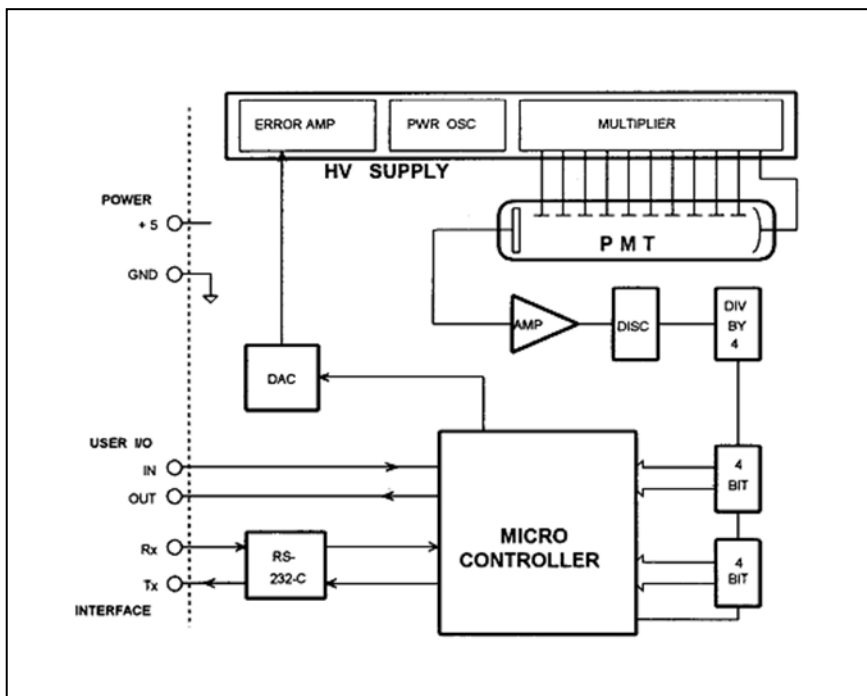 ERROR AMP
PWR OSC
MULTIPLIER
HV SUPPLY
POWER
+ 5
GND
PMT
AMP
DISC
DIV
BY
4
DAC
USER I/O
IN
OUT
Rx
Tx
INTERFACE
RS-
232-C
MICRO
CONTROLLER
4
BIT
4
BIT